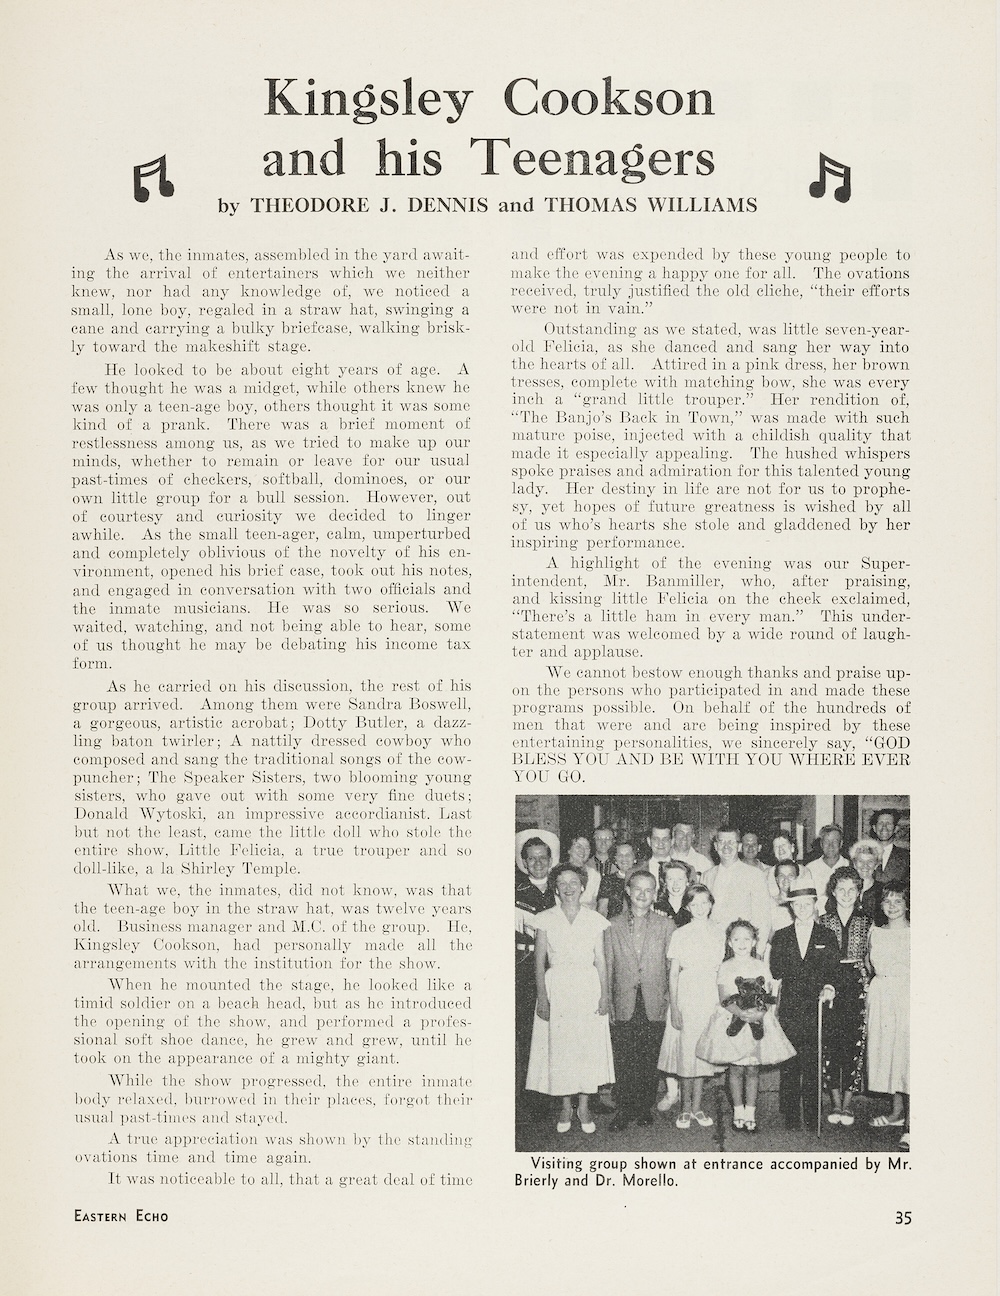 Kingsley Cookson
and his Teenagers
by THEODORE J. DENNIS and THOMAS WILLIAMS
As we, the inmates, assembled in the yard await-
ing the arrival of entertainers which we neither
knew, nor had any knowledge of, we noticed a
small, lone boy, regaled in a straw hat, swinging a
cane and carrying a bulky briefcase, walking brisk-
ly toward the makeshift stage.
He looked to be about eight years of age. A
few thought he was a midget, while others knew he
was only a teen-age boy, others thought it was some
kind of a prank. There was a brief moment of
restlessness among us, as we tried to make up our
minds, whether to remain or leave for our usual
past-times of checkers, softball, dominoes, or our
own little group for a bull session. However, out
of courtesy and curiosity we decided to linger
awhile. As the small teen-ager, calm, umperturbed
and completely oblivious of the novelty of his en-
vironment, opened his brief case, took out his notes,
and engaged in conversation with two officials and
the inmate musicians. He was so serious. We
waited, watching, and not being able to hear, some
of us thought he may be debating his income tax
form.
As he carried on his discussion, the rest of his
group arrived. Among them were Sandra Boswell,
a gorgeous, artistic acrobat; Dotty Butler, a dazz-
ling baton twirler; A nattily dressed cowboy who
composed and sang the traditional songs of the cow-
puncher; The Speaker Sisters, two blooming young
sisters, who gave out with some very fine duets;
Donald Wytoski, an impressive accordianist. Last
but not the least, came the little doll who stole the
entire show, Little Felicia, a true trouper and so
doll-like, a la Shirley Temple.
What we, the inmates, did not know, was that
the teen-age boy in the straw hat, was twelve years
old. Business manager and M.C. of the group. He,
Kingsley Cookson, had personally made all the
arrangements with the institution for the show.
When he mounted the stage, he looked like a
timid soldier on a beach head, but as he introduced
the opening of the show, and performed a profes-
sional soft shoe dance, he grew and grew, until he
took on the appearance of a mighty giant.
While the show progressed, the entire inmate
body relaxed, burrowed in their places, forgot their
usual past-times and stayed.
A true appreciation was shown by the standing
ovations time and time again.
It was noticeable to all, that a great deal of time
and effort was expended by these young people to
make the evening a happy one for all. The ovations
received, truly justified the old cliche, "their efforts
were not in vain."
Outstanding as we stated, was little seven-year-
old Felicia, as she danced and sang her way into
the hearts of all. Attired in a pink dress, her brown
tresses, complete with matching bow, she was every
inch a "grand little trouper." Her rendition of,
"The Banjo's Back in Town," was made with such
mature poise, injected with a childish quality that
made it especially appealing. The hushed whispers
spoke praises and admiration for this talented young
lady. Her destiny in life are not for us to prophe-
sy, yet hopes of future greatness is wished by all
of us who's hearts she stole and gladdened by her
inspiring performance.
A highlight of the evening was our Super-
intendent, Mr. Banmiller, who, after praising,
and kissing little Felicia on the cheek exclaimed,
"There's a little ham in every man." This under-
statement was welcomed by a wide round of laugh-
ter and applause.
We cannot bestow enough thanks and praise up-
on the persons who participated in and made these
programs possible. On behalf of the hundreds of
men that were and are being inspired by these
entertaining personalities, we sincerely say, "GOD
BLESS YOU AND BE WITH YOU WHERE EVER
YOU GO.
Visiting group shown at entrance accompanied by Mr.
Brierly and Dr. Morello.
EASTERN ECHO
35